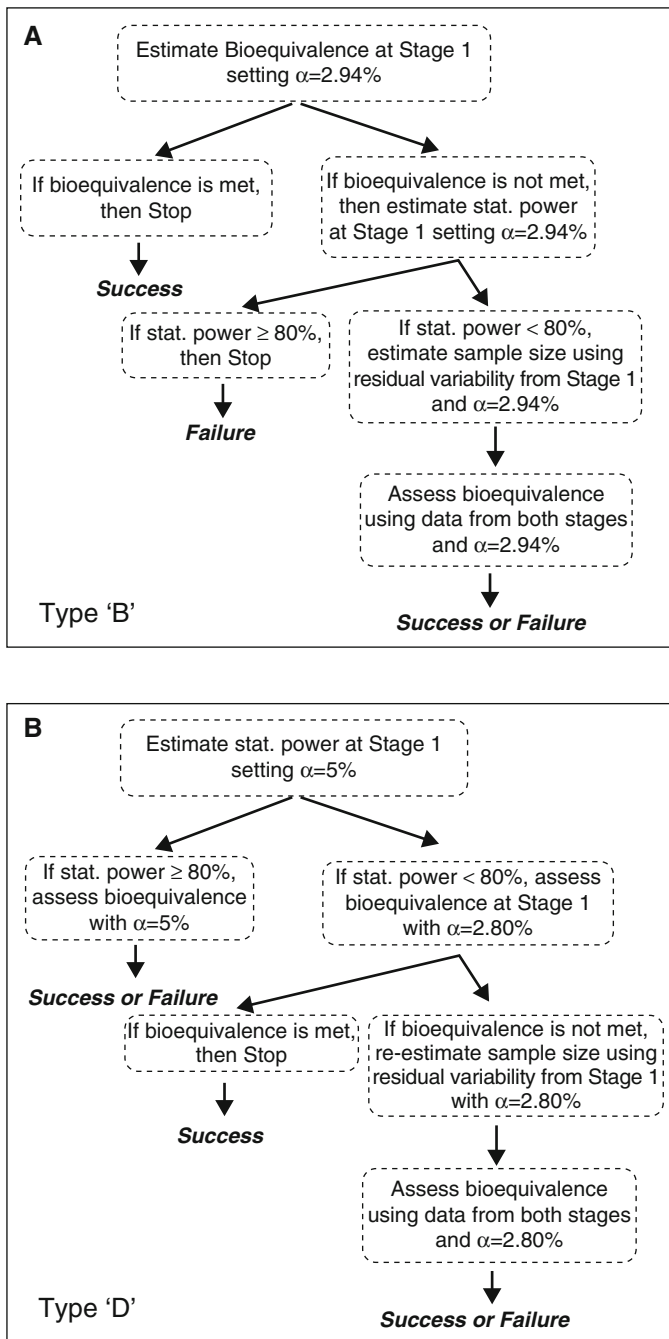 A
Estimate Bioequivalence at Stage 1
setting α=2.94%
If bioequivalence is met,
then Stop
Success
If bioequivalence is not met,
then estimate stat. power
at Stage 1 setting α=2.94%
If stat. power ≥ 80%,
then Stop
Failure
If stat. power < 80%,
estimate sample size using
residual variability from Stage 1
and α=2.94%
Assess bioequivalence
using data from both stages
and α=2.94%
Success or Failure
Type ‘B’
B
Estimate stat. power at Stage 1
setting α=5%
If stat. power ≥ 80%,
assess bioequivalence
with α=5%
Success or Failure
If stat. power < 80%, assess
bioequivalence at Stage 1
with α=2.80%
If bioequivalence is met,
then Stop
Success
If bioequivalence is not met,
re-estimate sample size using
residual variability from Stage 1
with α=2.80%
Assess bioequivalence
using data from both stages
and α=2.80%
Success or Failure
Type ‘D’